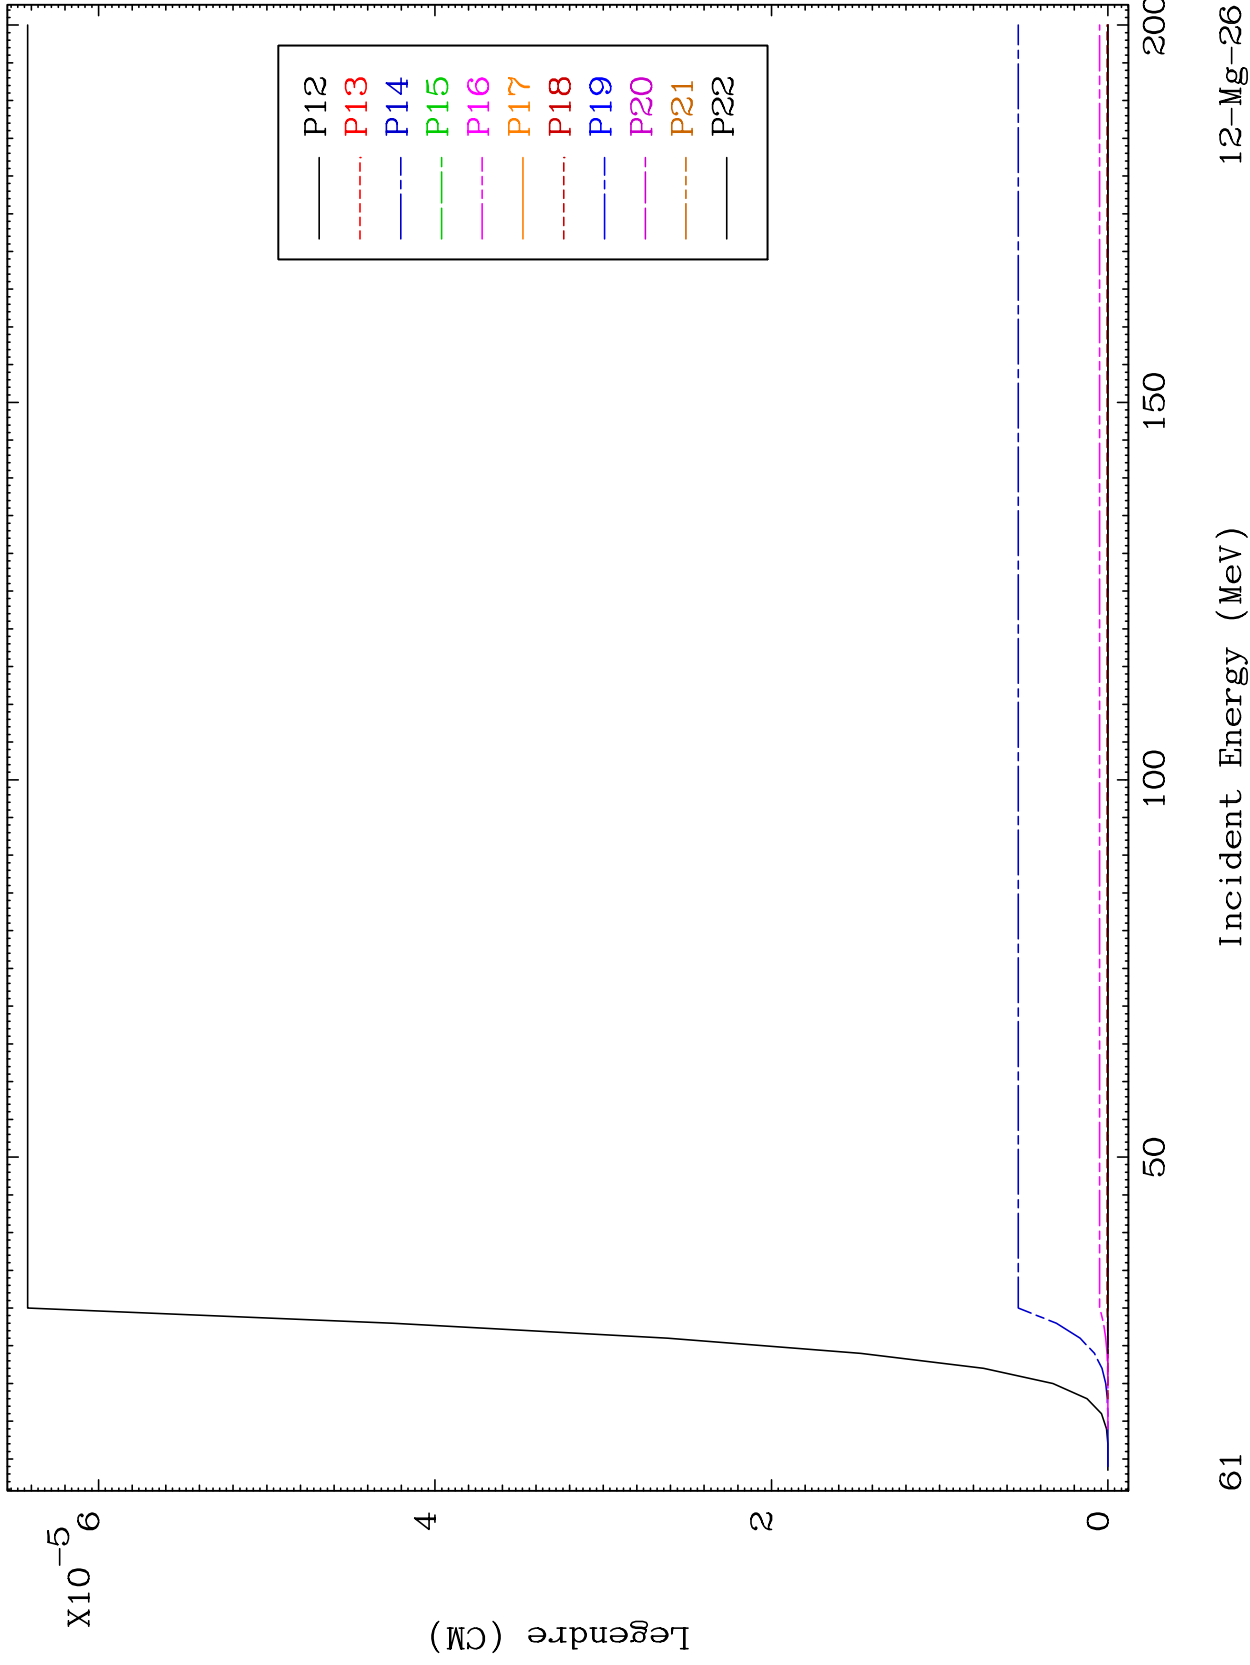 X10^-5
6
4
2
0
Legendre (CM)
P12
P13
P14
P15
P16
P17
P18
P19
P20
P21
P22
50
100
150
200
Incident Energy (MeV)
61
12-Mg-26